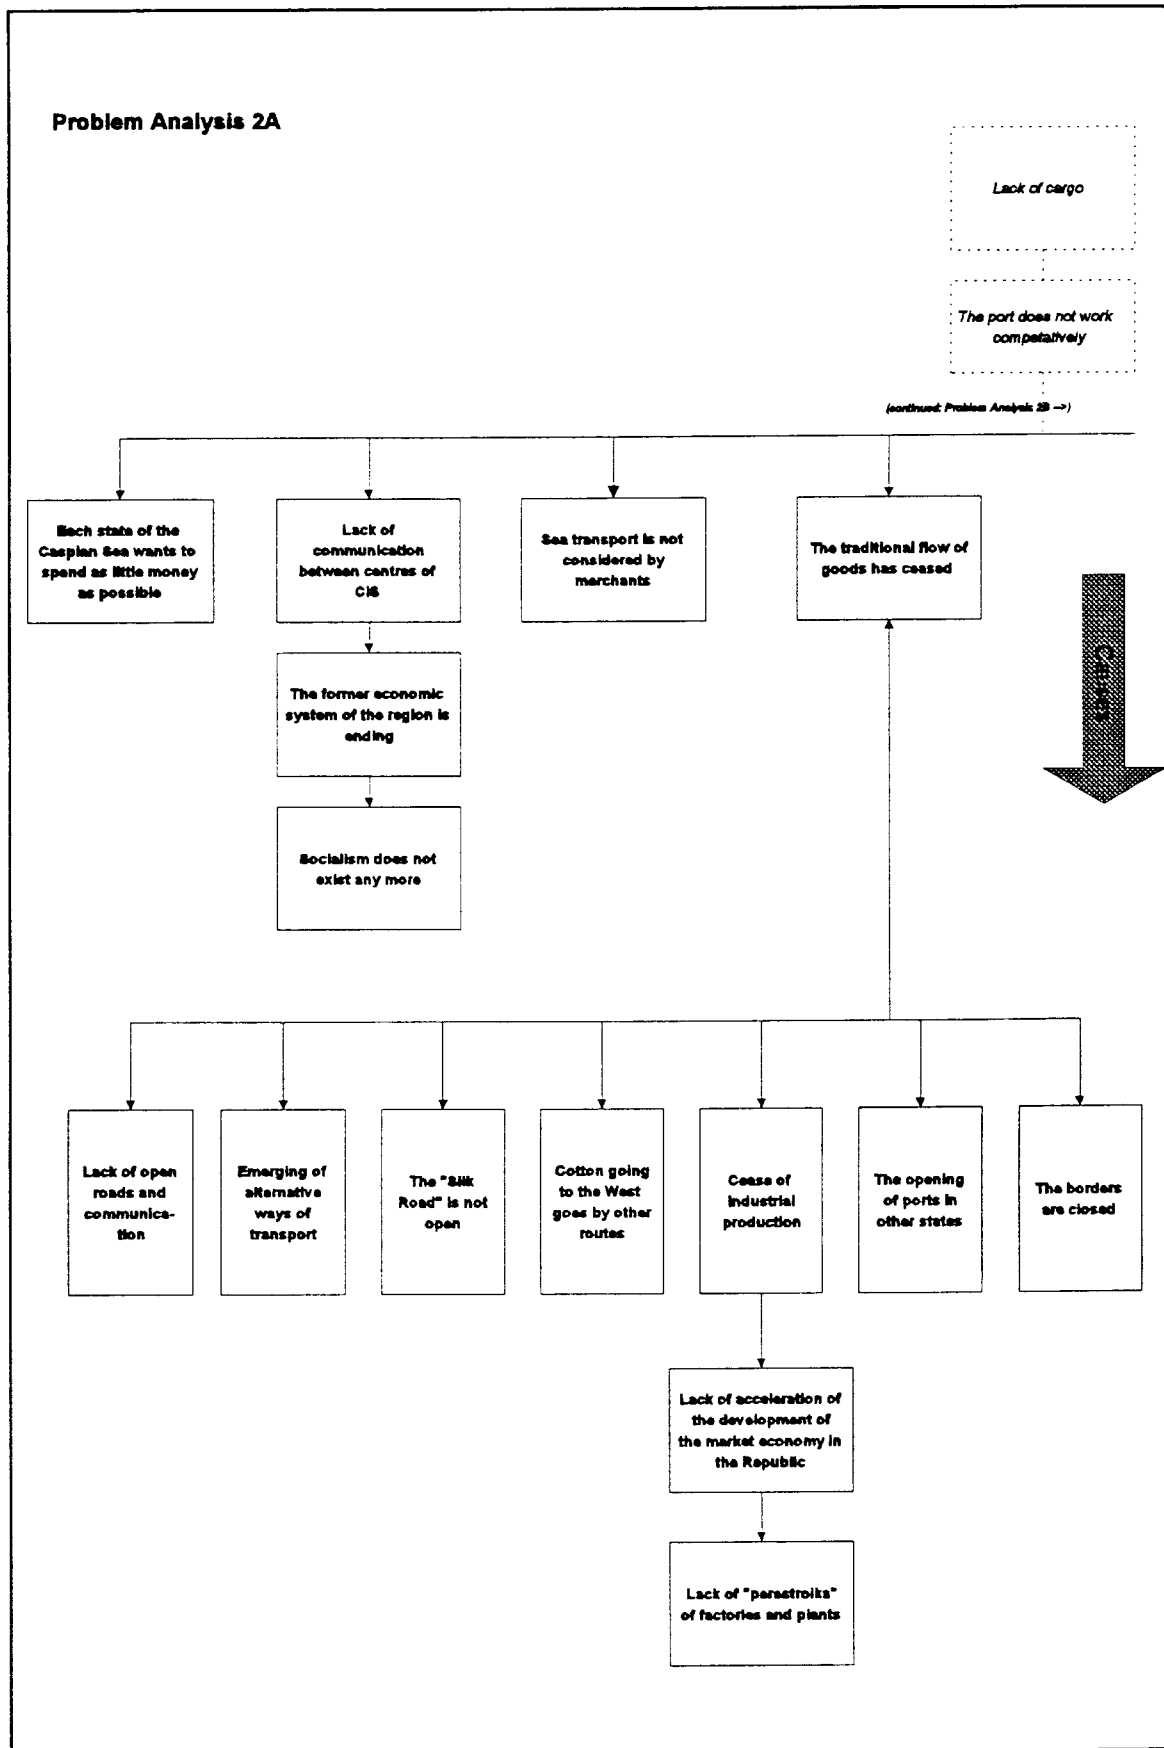 Problem Analysis 2A
Lack of cargo
The port does not work
competatively
(continued: Problem Analysis 2B -->)
Each state of the
Caspian Sea wants to
spend as little money
as possible
Lack of
communication
between centres of
CIS
Sea transport is not
considered by
merchants
The traditional flow of
goods has ceased
Causes
The former economic
system of the region is
ending
Socialism does not
exist any more
Lack of open
roads and
communica-
tion
Emerging of
alternative
ways of
transport
The "Silk
Road" is not
open
Cotton going
to the West
goes by other
routes
Cease of
industrial
production
The opening
of ports in
other states
The borders
are closed
Lack of acceleration of
the development of
the market economy in
the Republic
Lack of "perestroika"
of factories and plants